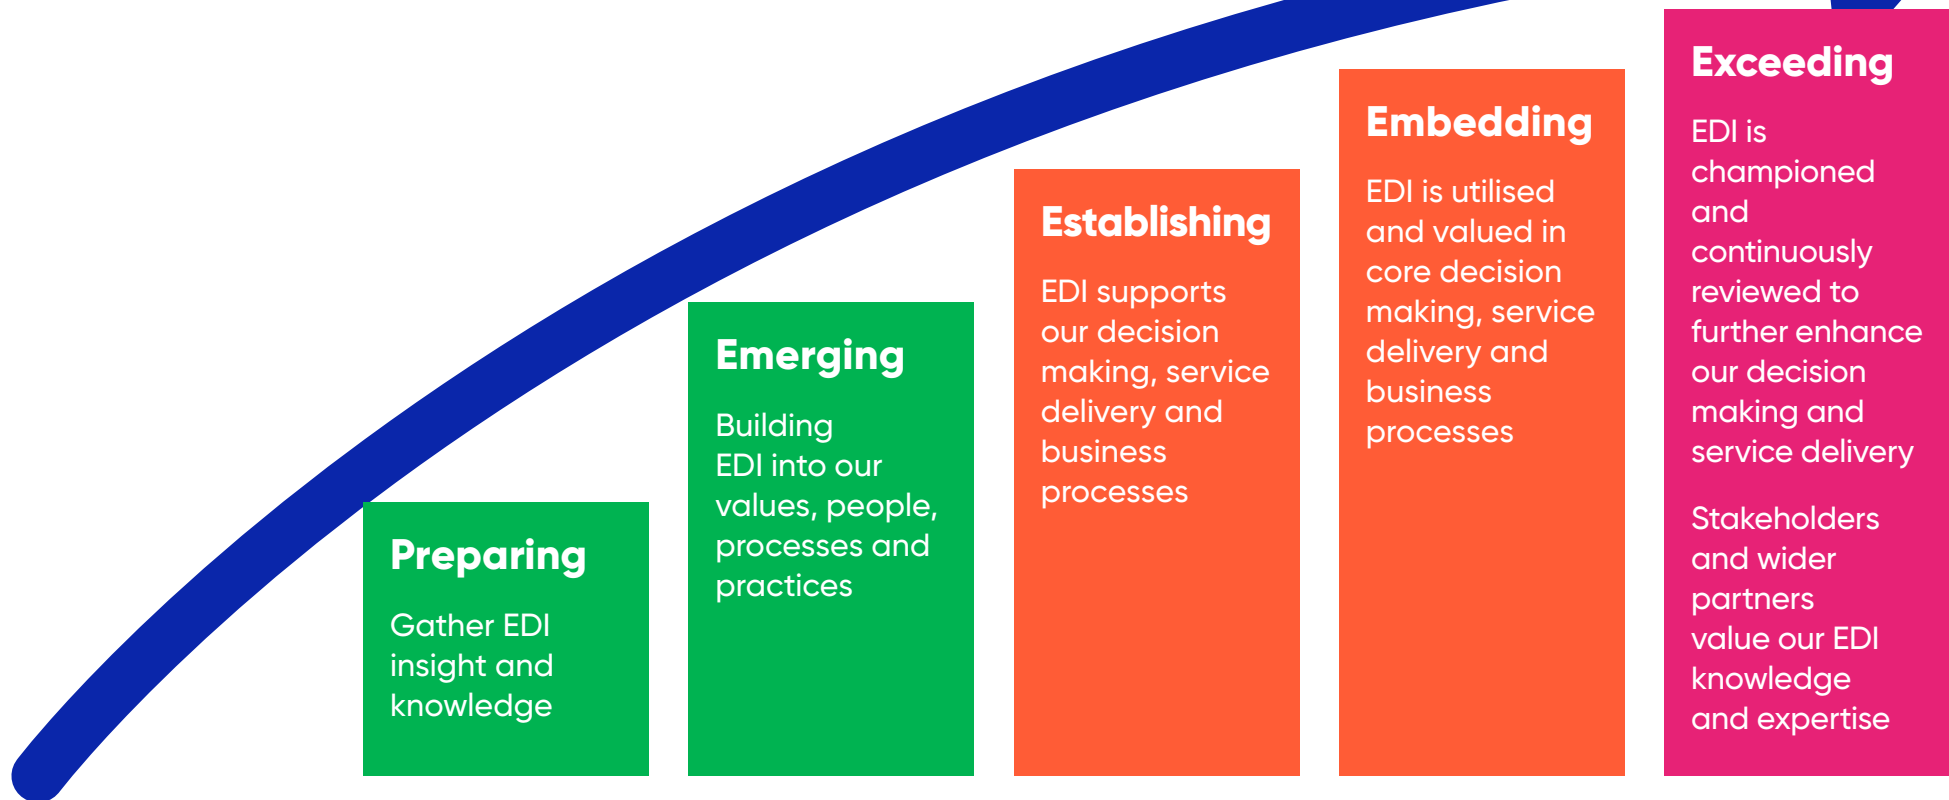 Preparing
Gather EDI
insight and
knowledge
Emerging
Building
EDI into our
values, people,
processes and
practices
Establishing
EDI supports
our decision
making, service
delivery and
business
processes
Embedding
EDI is utilised
and valued in
core decision
making, service
delivery and
business
processes
Exceeding
EDI is
championed
and
continuously
reviewed to
further enhance
our decision
making and
service delivery
Stakeholders
and wider
partners
value our EDI
knowledge
and expertise